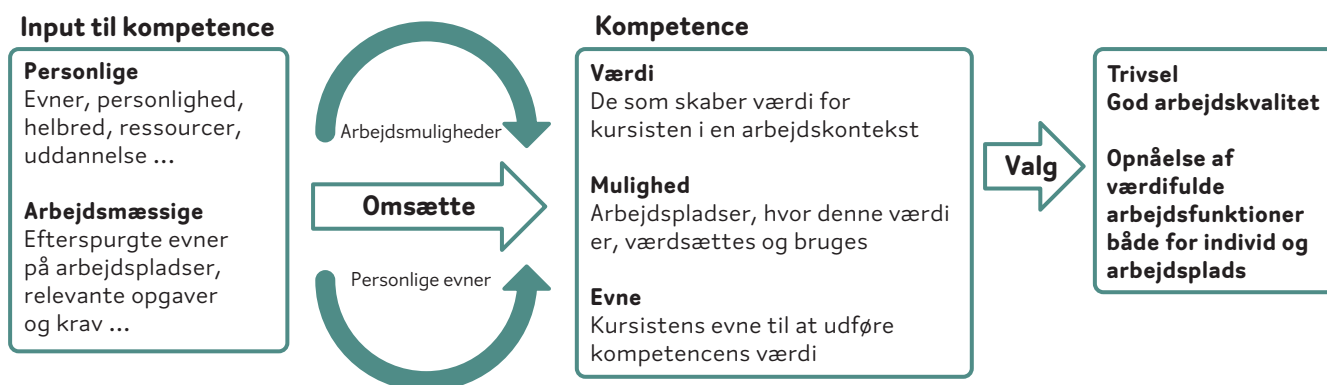 Input til kompetence
Personlige
Evner, personlighed,
helbred, ressourcer,
uddannelse ...
Arbejdsmæssige
Efterspurgte evner
på arbejdspladser,
relevante opgaver
og krav ...
Arbejdsmuligheder
Omsætte
Personlige evner
Kompetence
Værdi
De som skaber værdi for
kursisten i en arbejdskontekst
Mulighed
Arbejdspladser, hvor denne værdi
er, værdsættes og bruges
Evne
Kursistens evne til at udføre
kompetencens værdi
Valg
Trivsel
God arbejdskvalitet
Opnåelse af
værdifulde
arbejdsfunktioner
både for individ og
arbejdsplads